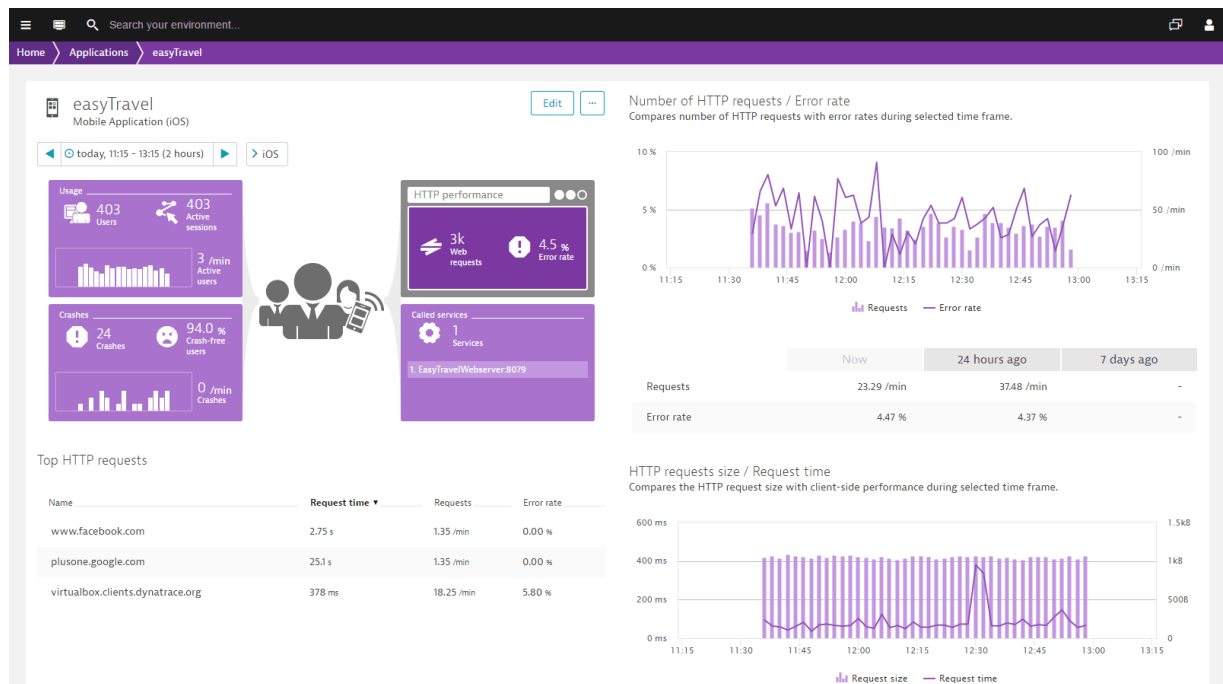 Search your environment...
Home
Applications
easyTravel
easyTravel
Mobile Application (iOS)
Edit
...
today, 11:15 - 13:15 (2 hours)
iOS
Usage
403
Users
403
Active
sessions
3 /min
Active
users
Crashes
24
Crashes
94.0 %
Crash-free
users
0 /min
Crashes
HTTP performance
3k
Web
requests
4.5 %
Error rate
Called services
1
Services
1. EasyTravelWebserver:8079
Top HTTP requests
Name Request time ▼ Requests Error rate
www.facebook.com 2.75 s 1.35 /min 0.00 %
plusone.google.com 25.1 s 1.35 /min 0.00 %
virtualbox.clients.dynatrace.org 378 ms 18.25 /min 5.80 %
Number of HTTP requests / Error rate
Compares number of HTTP requests with error rates during selected time frame.
10 % 100 /min
5 % 50 /min
0 % 0 /min
11:15 11:30 11:45 12:00 12:15 12:30 12:45 13:00 13:15
Requests Error rate
Now 24 hours ago 7 days ago
Requests 23.29 /min 37.48 /min -
Error rate 4.47 % 4.37 % -
HTTP requests size / Request time
Compares the HTTP request size with client-side performance during selected time frame.
600 ms 1.5kB
400 ms 1kB
200 ms 500B
0 ms 0
11:15 11:30 11:45 12:00 12:15 12:30 12:45 13:00 13:15
Request size Request time